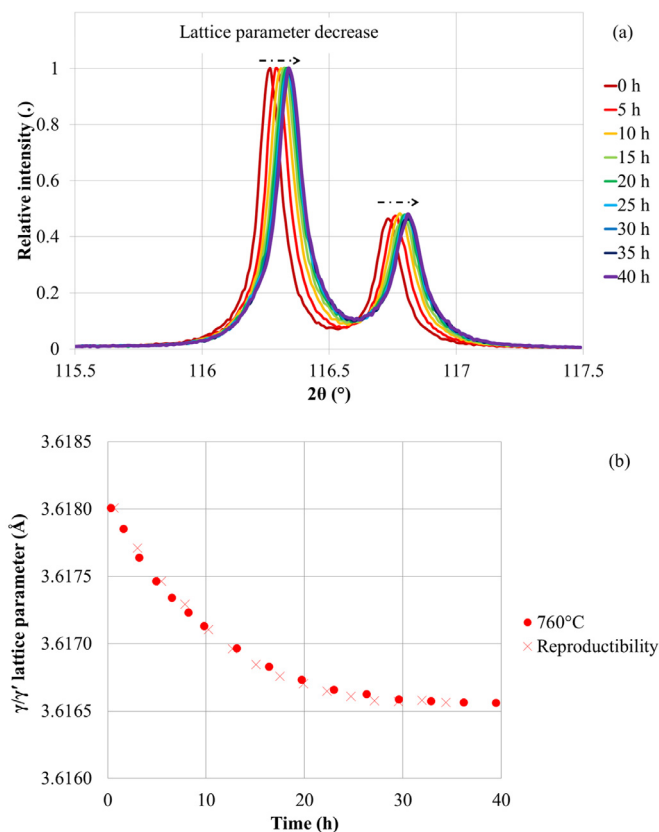 Lattice parameter decrease
(a)
1
0.8
0.6
0.4
0.2
0
Relative intensity (.)
115.5
116
116.5
117
117.5
2θ (°)
0 h
5 h
10 h
15 h
20 h
25 h
30 h
35 h
40 h
(b)
3.6185
3.6180
3.6175
3.6170
3.6165
3.6160
γ/γ′ lattice parameter (Å)
0
10
20
30
40
50
Time (h)
760°C
Reproductibility